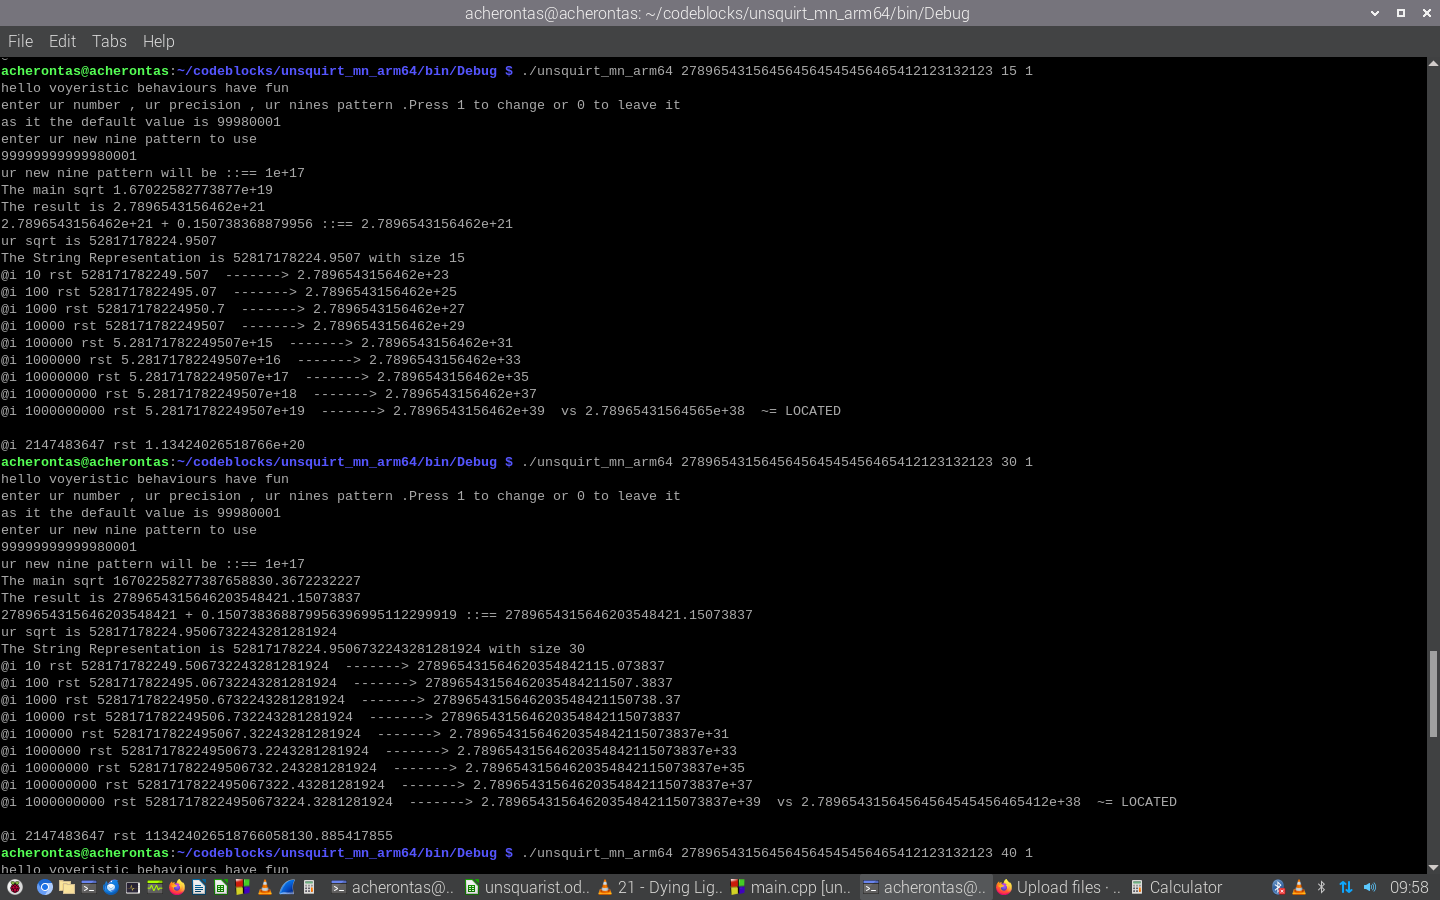 acherontas@acherontas: ~/codeblocks/unsquirt_mn_arm64/bin/Debug
File Edit Tabs Help
acherontas@acherontas:~/codeblocks/unsquirt_mn_arm64/bin/Debug $ ./unsquirt_mn_arm64 278965431564564564545456465412123132123 15 1
hello voyeristic behaviours have fun
enter ur number , ur precision , ur nines pattern .Press 1 to change or 0 to leave it
as it the default value is 99980001
enter ur new nine pattern to use
99999999999980001
ur new nine pattern will be ::== 1e+17
The main sqrt 1.67022582773877e+19
The result is 2.7896543156462e+21
2.7896543156462e+21 + 0.150738368879956 ::== 2.7896543156462e+21
ur sqrt is 52817178224.9507
The String Representation is 52817178224.9507 with size 15
@i 10 rst 528171782249.507  -------> 2.7896543156462e+23
@i 100 rst 5281717822495.07  -------> 2.7896543156462e+25
@i 1000 rst 52817178224950.7  -------> 2.7896543156462e+27
@i 10000 rst 528171782249507  -------> 2.7896543156462e+29
@i 100000 rst 5.28171782249507e+15  -------> 2.7896543156462e+31
@i 1000000 rst 5.28171782249507e+16  -------> 2.7896543156462e+33
@i 10000000 rst 5.28171782249507e+17  -------> 2.7896543156462e+35
@i 100000000 rst 5.28171782249507e+18  -------> 2.7896543156462e+37
@i 1000000000 rst 5.28171782249507e+19  -------> 2.7896543156462e+39  vs 2.78965431564565e+38  ~= LOCATED
@i 2147483647 rst 1.13424026518766e+20
acherontas@acherontas:~/codeblocks/unsquirt_mn_arm64/bin/Debug $ ./unsquirt_mn_arm64 278965431564564564545456465412123132123 30 1
hello voyeristic behaviours have fun
enter ur number , ur precision , ur nines pattern .Press 1 to change or 0 to leave it
as it the default value is 99980001
enter ur new nine pattern to use
99999999999980001
ur new nine pattern will be ::== 1e+17
The main sqrt 16702258277387658830.3672232227
The result is 2789654315646203548421.15073837
2789654315646203548421 + 0.150738368879956396995112299919 ::== 2789654315646203548421.15073837
ur sqrt is 52817178224.9506732243281281924
The String Representation is 52817178224.9506732243281281924 with size 30
@i 10 rst 528171782249.506732243281281924  -------> 278965431564620354842115.073837
@i 100 rst 5281717822495.06732243281281924  -------> 27896543156462035484211507.3837
@i 1000 rst 52817178224950.6732243281281924  -------> 2789654315646203548421150738.37
@i 10000 rst 528171782249506.732243281281924  -------> 278965431564620354842115073837
@i 100000 rst 5281717822495067.32243281281924  -------> 2.78965431564620354842115073837e+31
@i 1000000 rst 52817178224950673.2243281281924  -------> 2.78965431564620354842115073837e+33
@i 10000000 rst 528171782249506732.243281281924  -------> 2.78965431564620354842115073837e+35
@i 100000000 rst 5281717822495067322.43281281924  -------> 2.78965431564620354842115073837e+37
@i 1000000000 rst 52817178224950673224.3281281924  -------> 2.78965431564620354842115073837e+39  vs 2.78965431564564564545456465412e+38  ~= LOCATED
@i 2147483647 rst 113424026518766058130.885417855
acherontas@acherontas:~/codeblocks/unsquirt_mn_arm64/bin/Debug $ ./unsquirt_mn_arm64 278965431564564564545456465412123132123 40 1
hello voyeristic behaviours have fun
acherontas@.. unsquarist.od.. 21 - Dying Lig.. main.cpp [un.. acherontas@.. Upload files · .. Calculator 09:58